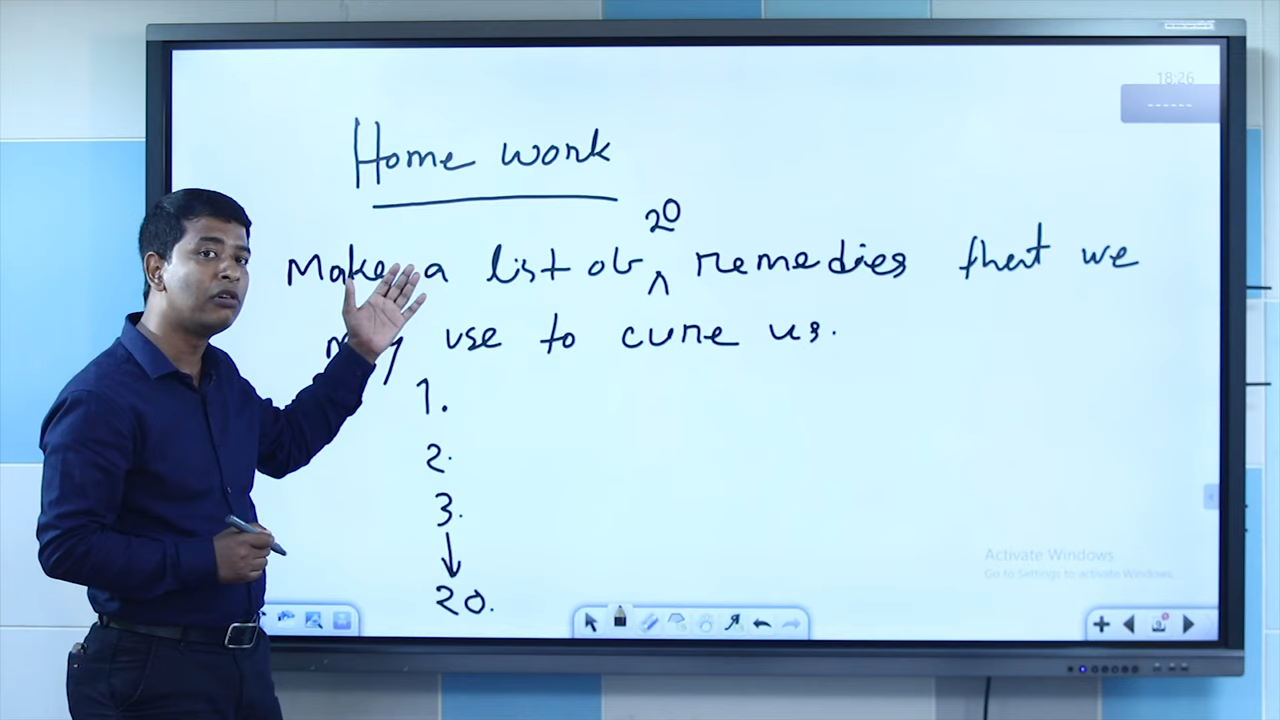 18:26
------
Home work
20
Make a list of ^ remedies that we
may use to cure us.
1.
2.
3.
20.
Activate Windows
Go to Settings to activate Windows.